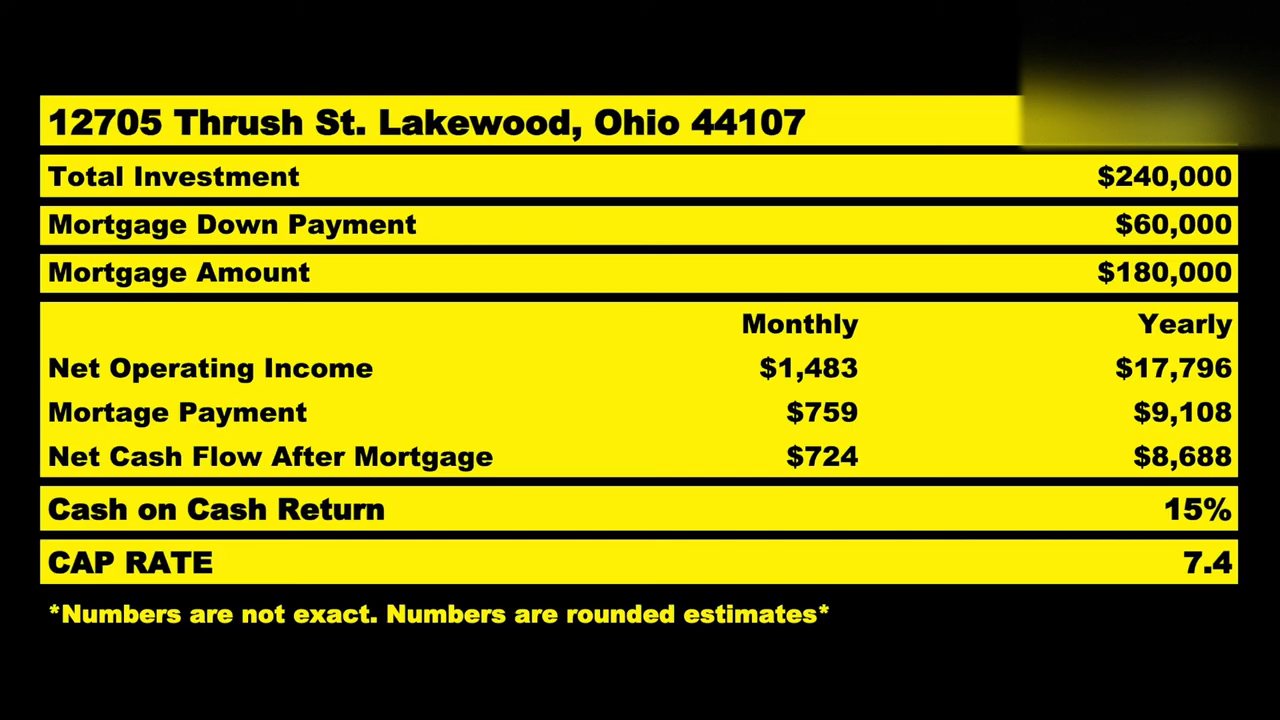 12705 Thrush St. Lakewood, Ohio 44107
Total Investment $240,000
Mortgage Down Payment $60,000
Mortgage Amount $180,000
Monthly Yearly
Net Operating Income $1,483 $17,796
Mortage Payment $759 $9,108
Net Cash Flow After Mortgage $724 $8,688
Cash on Cash Return 15%
CAP RATE 7.4
*Numbers are not exact. Numbers are rounded estimates*